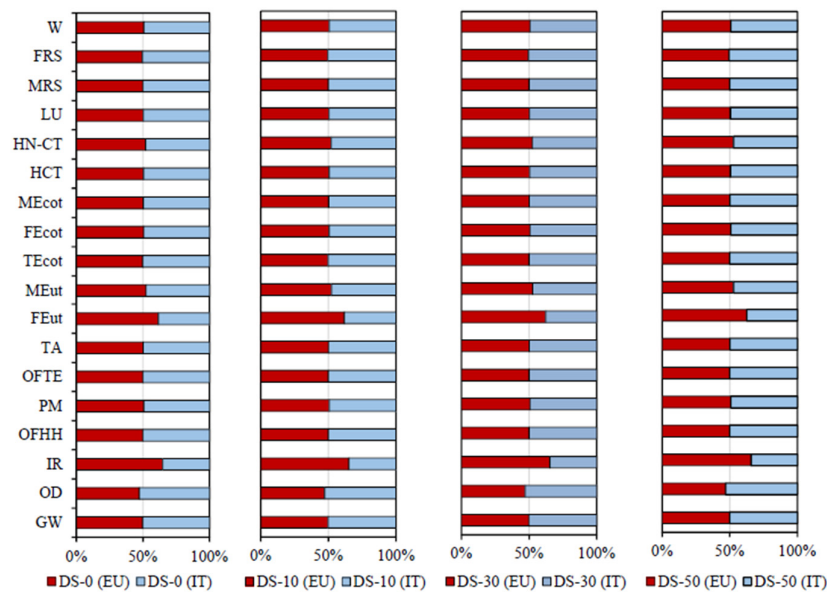 W
FRS
MRS
LU
HN-CT
HCT
MEcot
FEcot
TEcot
MEut
FEut
TA
OFTE
PM
OFHH
IR
OD
GW
0% 50% 100% 0% 50% 100% 0% 50% 100% 0% 50% 100%
DS-0 (EU) DS-0 (IT) DS-10 (EU) DS-10 (IT) DS-30 (EU) DS-30 (IT) DS-50 (EU) DS-50 (IT)